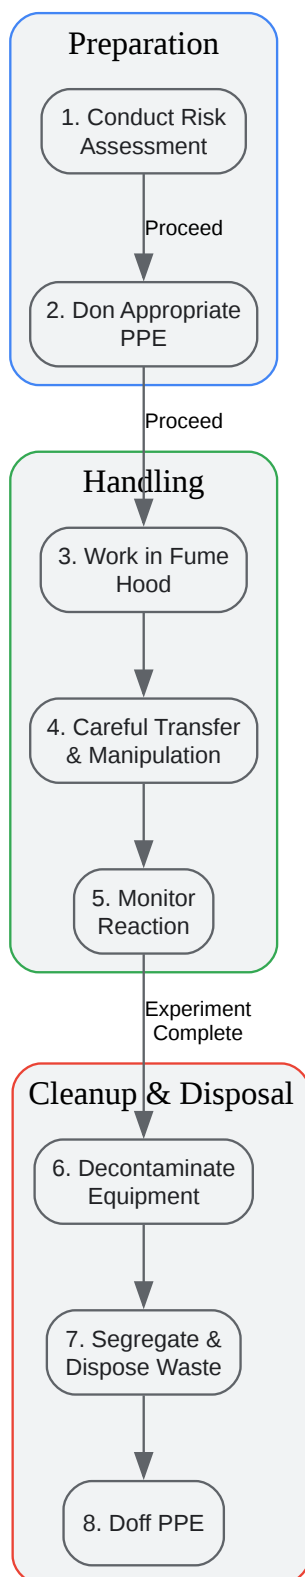 Preparation
1. Conduct Risk
Assessment
Proceed
2. Don Appropriate
PPE
Proceed
Handling
3. Work in Fume
Hood
4. Careful Transfer
& Manipulation
5. Monitor
Reaction
Experiment
Complete
Cleanup & Disposal
6. Decontaminate
Equipment
7. Segregate &
Dispose Waste
8. Doff PPE